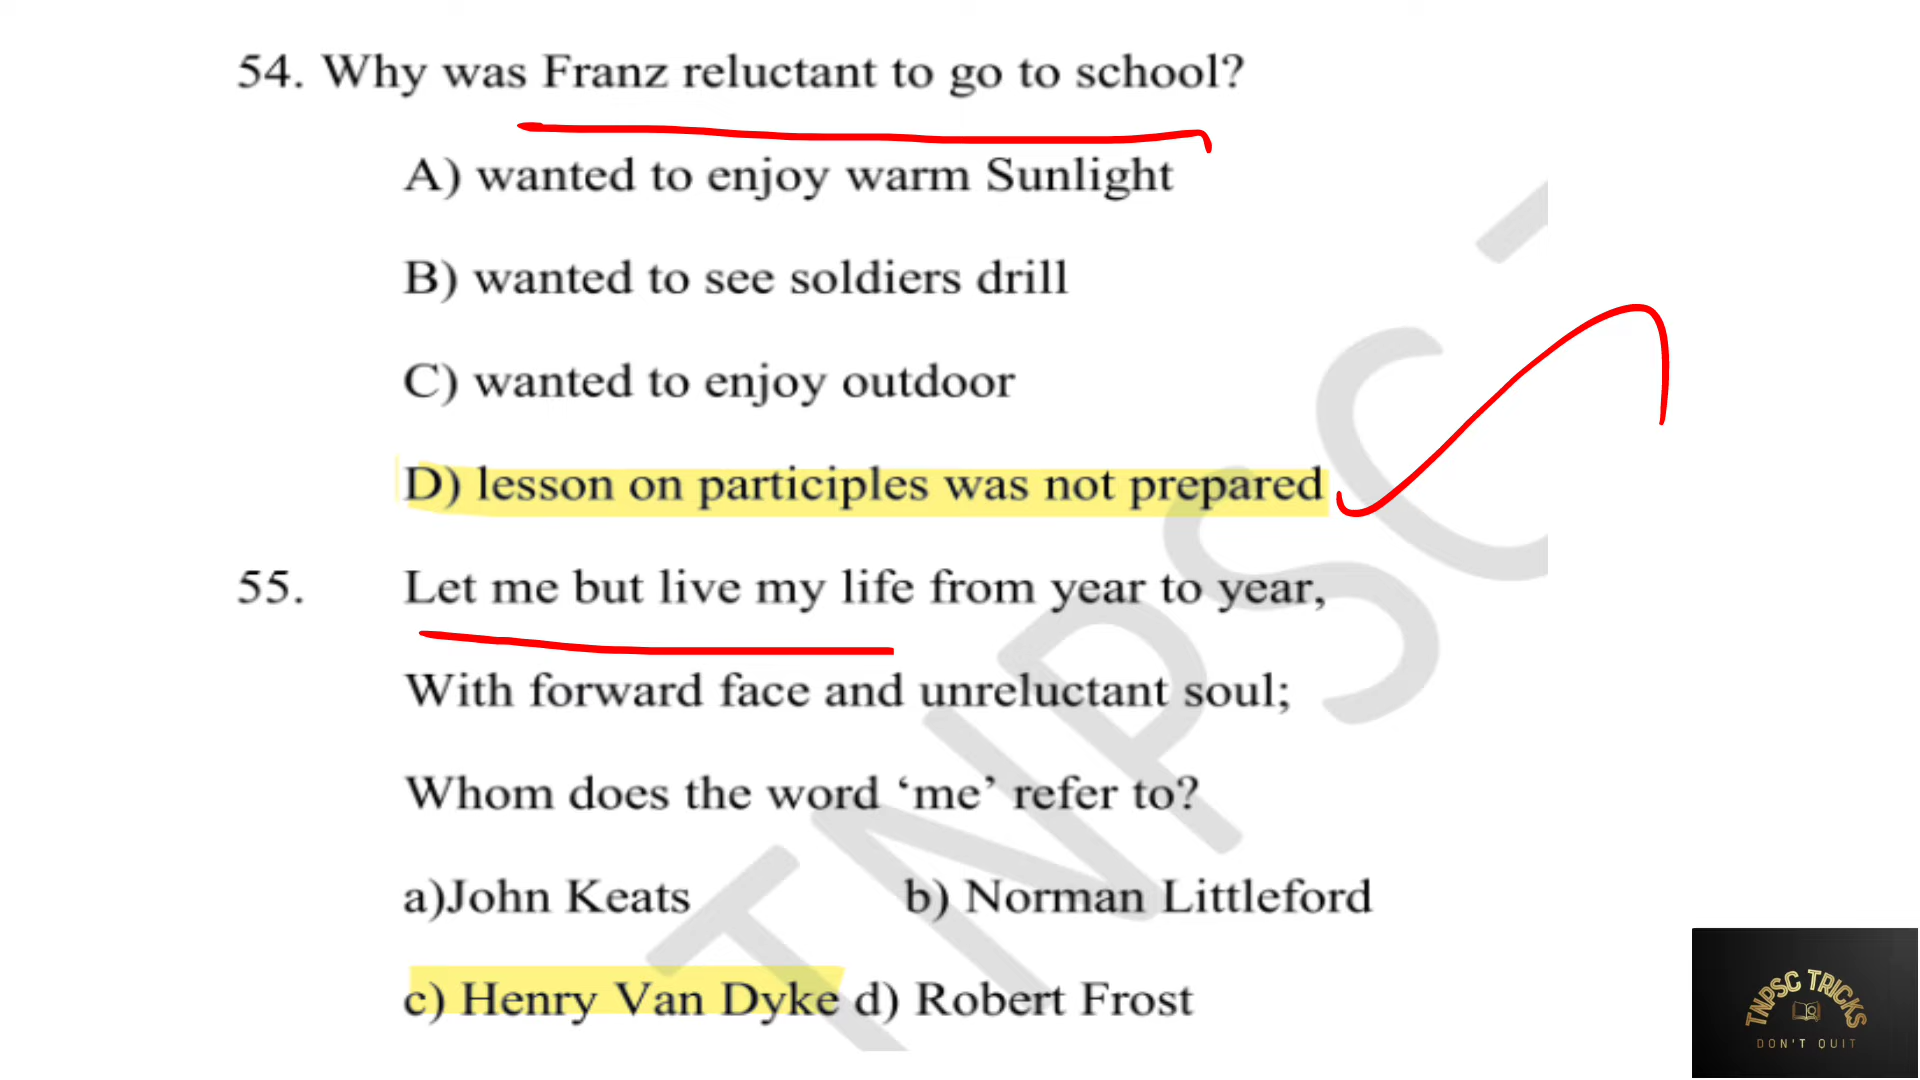 54. Why was Franz reluctant to go to school?
A) wanted to enjoy warm Sunlight
B) wanted to see soldiers drill
C) wanted to enjoy outdoor
D) lesson on participles was not prepared
55. Let me but live my life from year to year,
With forward face and unreluctant soul;
Whom does the word ‘me’ refer to?
a)John Keats b) Norman Littleford
c) Henry Van Dyke d) Robert Frost
TNPSC -
TNPSC TRICKS
DON'T QUIT